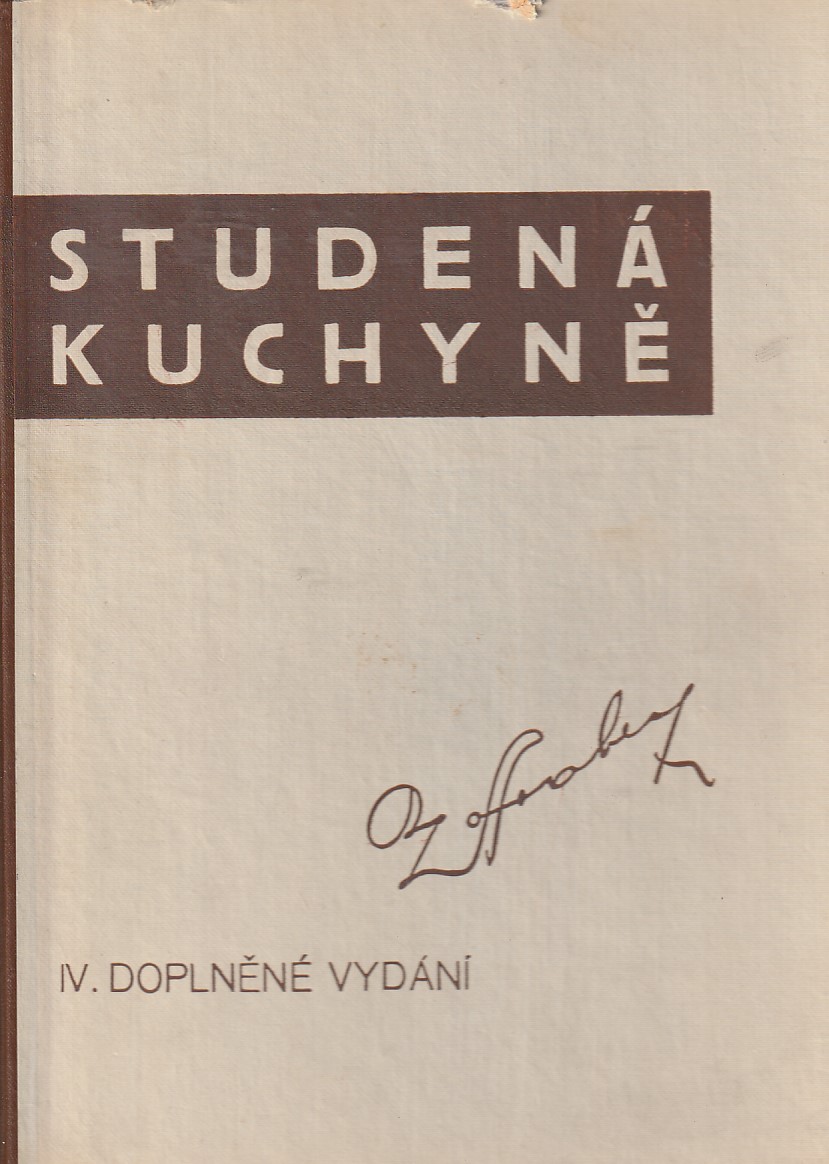 STUDENÁ
KUCHYNĚ
IV. DOPLNĚNÉ VYDÁNÍ